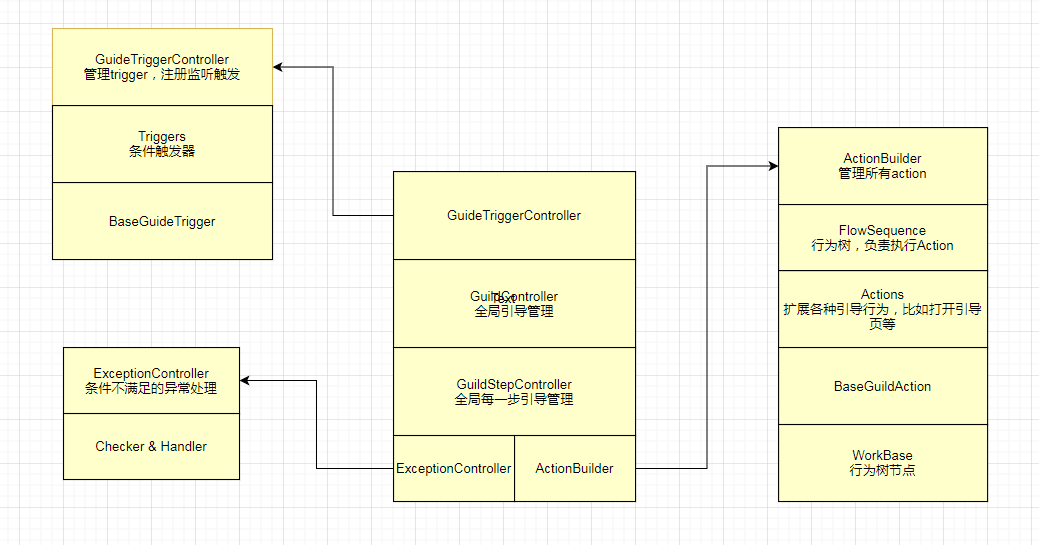 GuideTriggerController
管理trigger，注册监听触发
Triggers
条件触发器
BaseGuideTrigger
ExceptionController
条件不满足的异常处理
Checker & Handler
GuideTriggerController
GuildController
Text
全局引导管理
GuildStepController
全局每一步引导管理
ExceptionController
ActionBuilder
ActionBuilder
管理所有action
FlowSequence
行为树，负责执行Action
Actions
扩展各种引导行为，比如打开引导
页等
BaseGuildAction
WorkBase
行为树节点